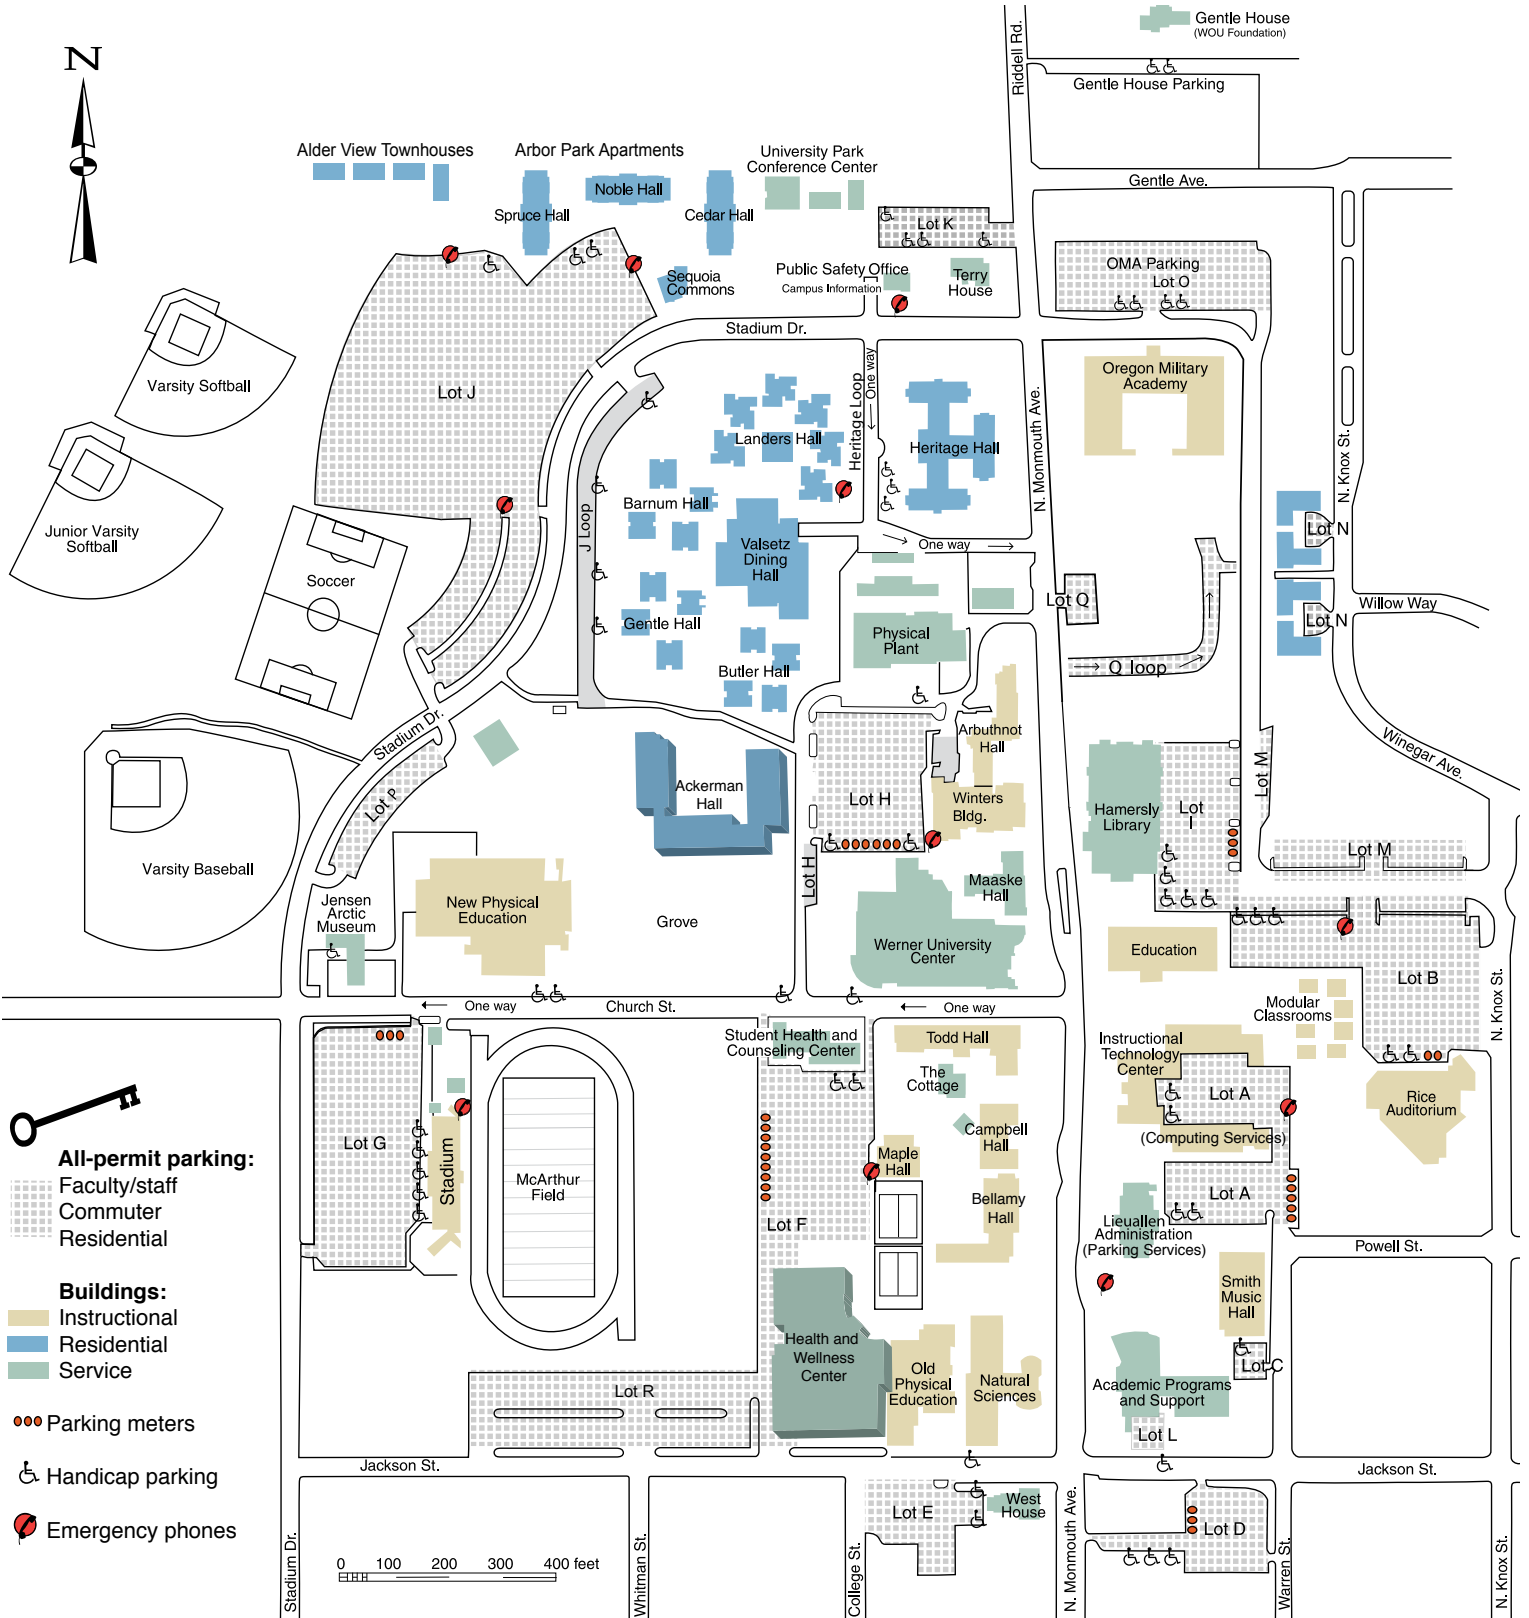 Gentle House
(WOU Foundation)
Riddell Rd.
Gentle House Parking
N
Alder View Townhouses
Arbor Park Apartments
University Park
Conference Center
Noble Hall
Spruce Hall
Cedar Hall
Gentle Ave.
Lot K
Sequoia
Commons
Public Safety Office
Campus Information
Terry
House
OMA Parking
Lot O
Stadium Dr.
Varsity Softball
Lot J
Heritage Loop
One way
Oregon Military
Academy
Landers Hall
Heritage Hall
N. Monmouth Ave.
N. Knox St.
Barnum Hall
Junior Varsity
Softball
J Loop
Valsetz
Dining
Hall
One way
Lot N
Soccer
Lot Q
Willow Way
Lot N
Gentle Hall
Physical
Plant
Butler Hall
Q loop
Stadium Dr.
Arbuthnot
Hall
Winegar Ave.
Lot M
Ackerman
Hall
Lot P
Lot H
Winters
Bldg.
Hamersly
Library
Lot
I
Lot M
Varsity Baseball
Lot H
Maaske
Hall
Jensen
Arctic
Museum
New Physical
Education
Grove
Werner University
Center
Education
Lot B
N. Knox St.
Modular
Classrooms
One way
Church St.
One way
Student Health and
Counseling Center
Todd Hall
Instructional
Technology
Center
The
Cottage
Lot A
Rice
Auditorium
Campbell
Hall
(Computing Services)
Lot G
Stadium
McArthur
Field
Maple
Hall
Bellamy
Hall
Lot A
Lot F
Lieuallen
Administration
(Parking Services)
Powell St.
All-permit parking:
Faculty/staff
Commuter
Residential
Buildings:
Instructional
Residential
Service
Parking meters
Handicap parking
Emergency phones
Smith
Music
Hall
Health and
Wellness
Center
Lot C
Old
Physical
Education
Natural
Sciences
Lot R
Academic Programs
and Support
Lot L
Jackson St.
Jackson St.
Lot E
West
House
Lot D
0 100 200 300 400 feet
Stadium Dr.
Whitman St.
College St.
N. Monmouth Ave.
Warren St.
N. Knox St.